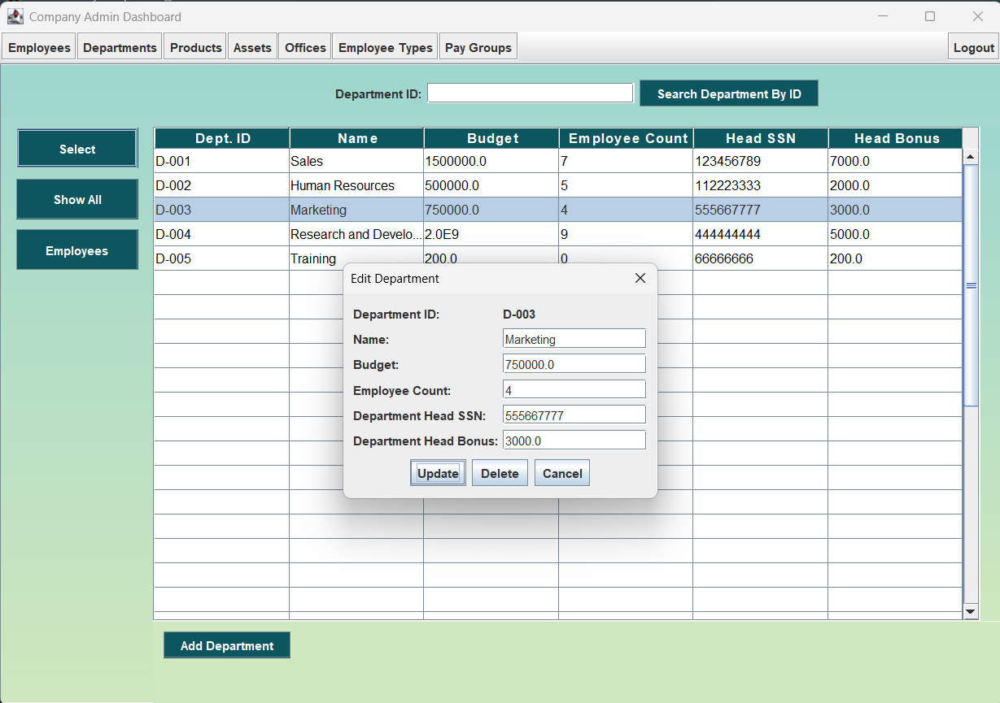 Company Admin Dashboard
Employees Departments Products Assets Offices Employee Types Pay Groups Logout
Department ID: Search Department By ID
Select
Show All
Employees
Dept. ID Name Budget Employee Count Head SSN Head Bonus
D-001 Sales 1500000.0 7 123456789 7000.0
D-002 Human Resources 500000.0 5 112223333 2000.0
D-003 Marketing 750000.0 4 555667777 3000.0
D-004 Research and Develo... 2.0E9 9 444444444 5000.0
D-005 Training 200.0 0 66666666 200.0
Edit Department
Department ID: D-003
Name: Marketing
Budget: 750000.0
Employee Count: 4
Department Head SSN: 555667777
Department Head Bonus: 3000.0
Update Delete Cancel
Add Department